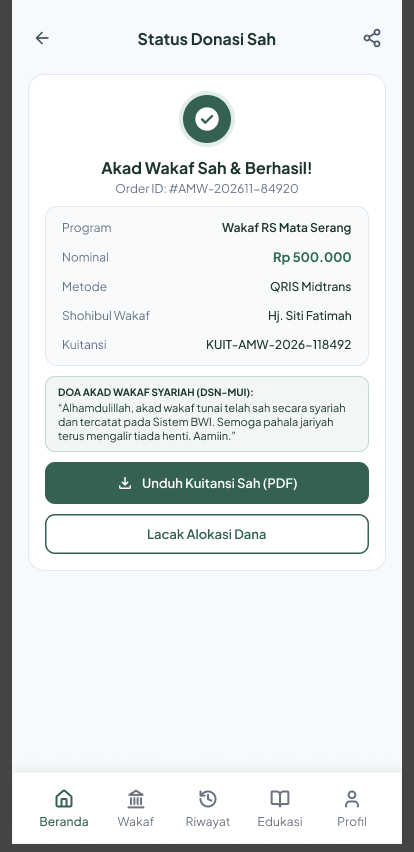 Status Donasi Sah
Akad Wakaf Sah & Berhasil!
Order ID: #AMW-202611-84920
Program Wakaf RS Mata Serang
Nominal Rp 500.000
Metode QRIS Midtrans
Shohibul Wakaf Hj. Siti Fatimah
Kuitansi KUIT-AMW-2026-118492
DOA AKAD WAKAF SYARIAH (DSN-MUI):
"Alhamdulillah, akad wakaf tunai telah sah secara syariah
dan tercatat pada Sistem BWI. Semoga pahala jariyah
terus mengalir tiada henti. Aamiin."
Unduh Kuitansi Sah (PDF)
Lacak Alokasi Dana
Beranda Wakaf Riwayat Edukasi Profil